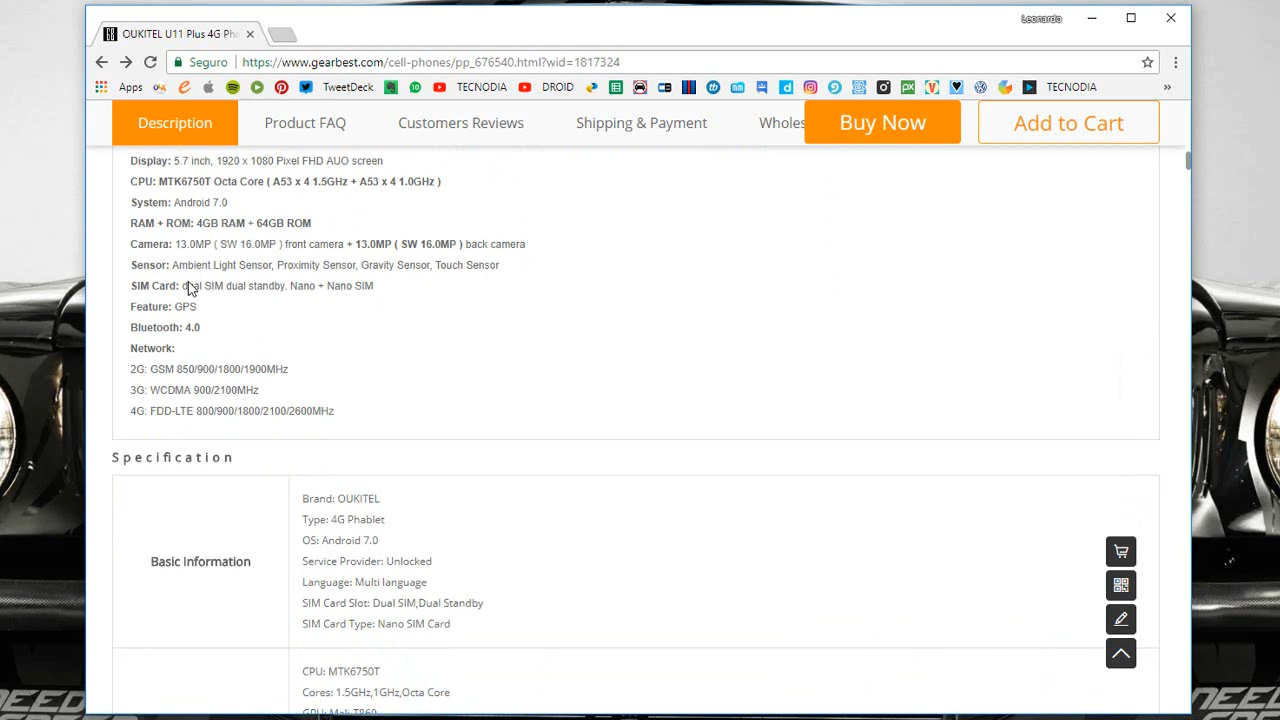 Leonardo
OUKITEL U11 Plus 4G Pha
Seguro https://www.gearbest.com/cell-phones/pp_676540.html?wid=1817324
Apps TweetDeck TECNODIA DROID TECNODIA »
Description Product FAQ Customers Reviews Shipping & Payment Wholes Buy Now Add to Cart
Display: 5.7 inch, 1920 x 1080 Pixel FHD AUO screen
CPU: MTK6750T Octa Core ( A53 x 4 1.5GHz + A53 x 4 1.0GHz )
System: Android 7.0
RAM + ROM: 4GB RAM + 64GB ROM
Camera: 13.0MP ( SW 16.0MP ) front camera + 13.0MP ( SW 16.0MP ) back camera
Sensor: Ambient Light Sensor, Proximity Sensor, Gravity Sensor, Touch Sensor
SIM Card: dual SIM dual standby. Nano + Nano SIM
Feature: GPS
Bluetooth: 4.0
Network:
2G: GSM 850/900/1800/1900MHz
3G: WCDMA 900/2100MHz
4G: FDD-LTE 800/900/1800/2100/2600MHz
Specification
Basic Information
Brand: OUKITEL
Type: 4G Phablet
OS: Android 7.0
Service Provider: Unlocked
Language: Multi language
SIM Card Slot: Dual SIM,Dual Standby
SIM Card Type: Nano SIM Card
CPU: MTK6750T
Cores: 1.5GHz,1GHz,Octa Core
GPU: Mali T860